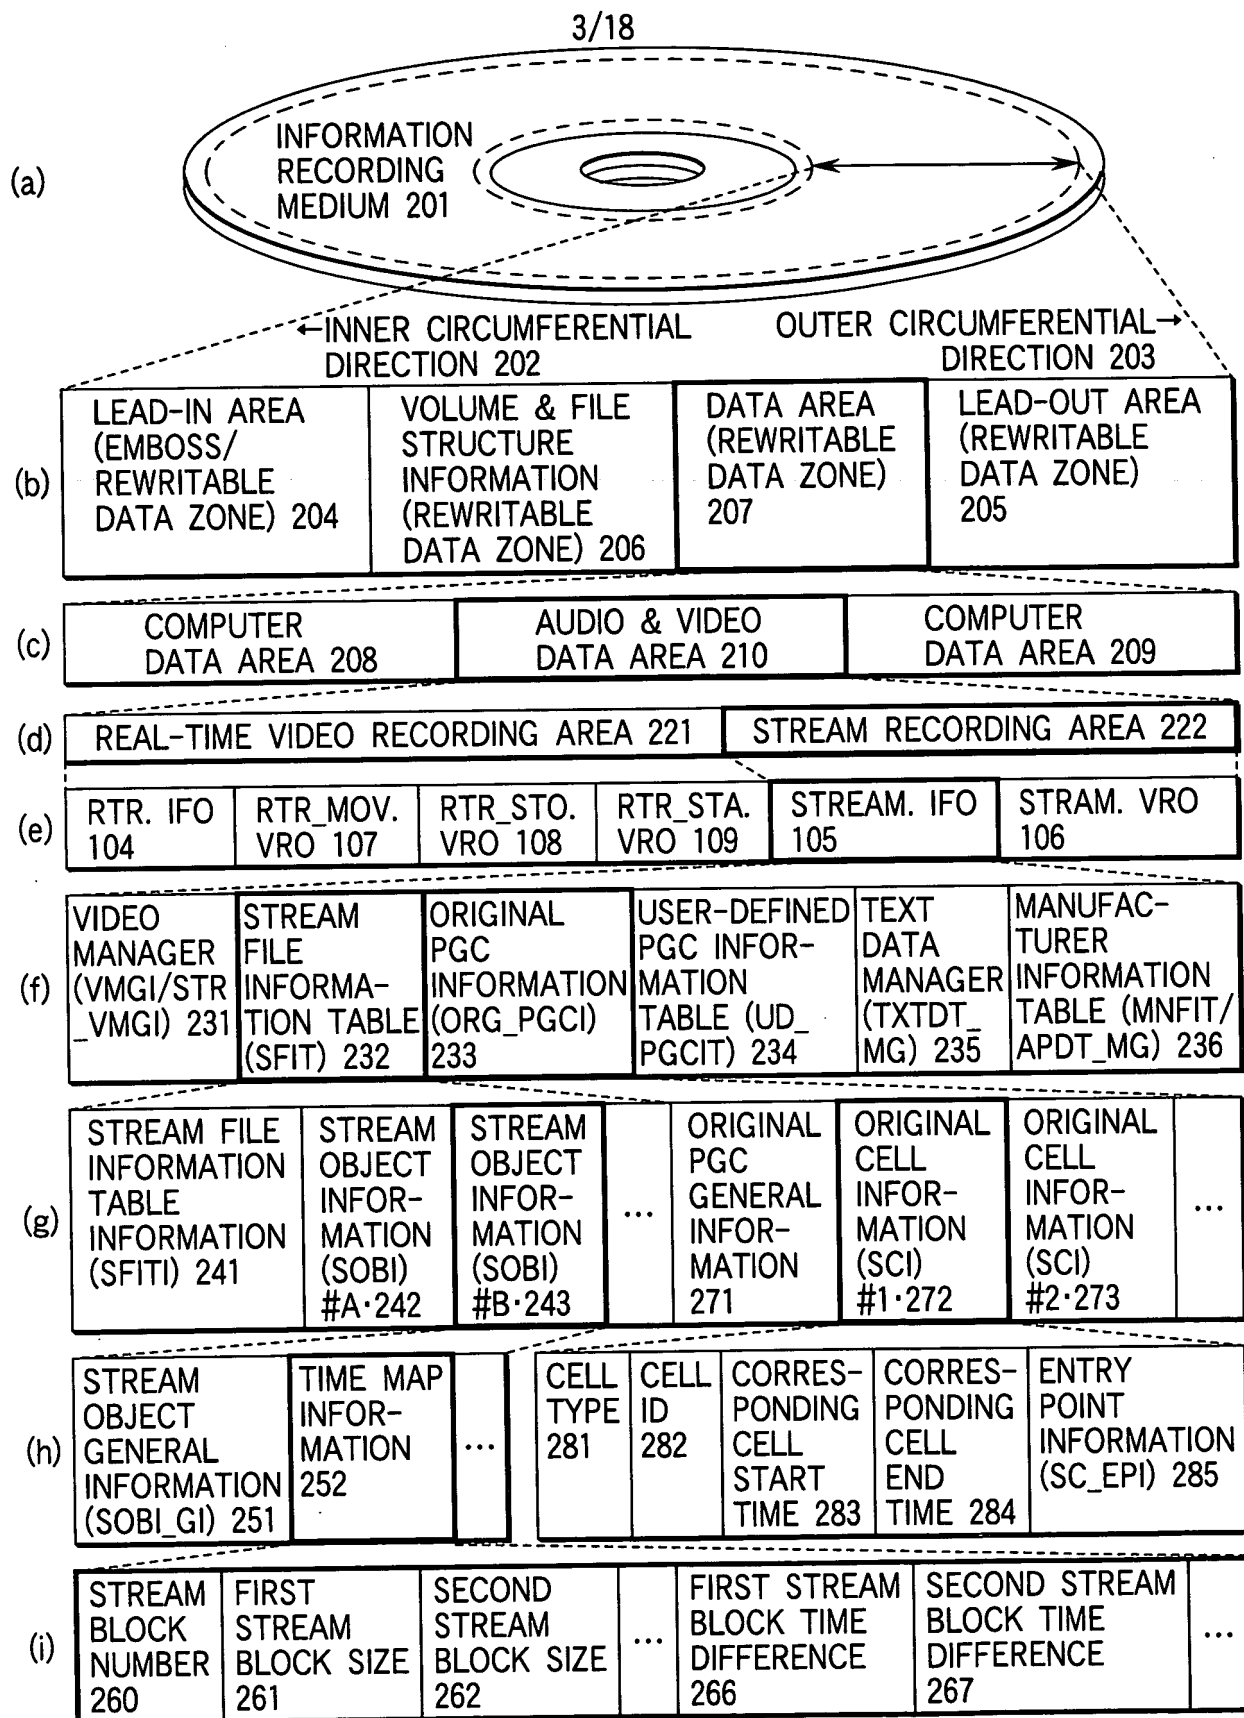 3/18
(a)
INFORMATION
RECORDING
MEDIUM 201
←INNER CIRCUMFERENTIAL
DIRECTION 202
OUTER CIRCUMFERENTIAL→
DIRECTION 203
(b)
LEAD-IN AREA
(EMBOSS/
REWRITABLE
DATA ZONE) 204
VOLUME & FILE
STRUCTURE
INFORMATION
(REWRITABLE
DATA ZONE) 206
DATA AREA
(REWRITABLE
DATA ZONE)
207
LEAD-OUT AREA
(REWRITABLE
DATA ZONE)
205
(c)
COMPUTER
DATA AREA 208
AUDIO & VIDEO
DATA AREA 210
COMPUTER
DATA AREA 209
(d)
REAL-TIME VIDEO RECORDING AREA 221
STREAM RECORDING AREA 222
(e)
RTR. IFO
104
RTR_MOV.
VRO 107
RTR_STO.
VRO 108
RTR_STA.
VRO 109
STREAM. IFO
105
STRAM. VRO
106
(f)
VIDEO
MANAGER
(VMGI/STR
_VMGI) 231
STREAM
FILE
INFORMA-
TION TABLE
(SFIT) 232
ORIGINAL
PGC
INFORMATION
(ORG_PGCI)
233
USER-DEFINED
PGC INFOR-
MATION
TABLE (UD_
PGCIT) 234
TEXT
DATA
MANAGER
(TXTDT_
MG) 235
MANUFAC-
TURER
INFORMATION
TABLE (MNFIT/
APDT_MG) 236
(g)
STREAM FILE
INFORMATION
TABLE
INFORMATION
(SFITI) 241
STREAM
OBJECT
INFOR-
MATION
(SOBI)
#A·242
STREAM
OBJECT
INFOR-
MATION
(SOBI)
#B·243
...
ORIGINAL
PGC
GENERAL
INFOR-
MATION
271
ORIGINAL
CELL
INFOR-
MATION
(SCI)
#1·272
ORIGINAL
CELL
INFOR-
MATION
(SCI)
#2·273
...
(h)
STREAM
OBJECT
GENERAL
INFORMATION
(SOBI_GI) 251
TIME MAP
INFOR-
MATION
252
...
CELL
TYPE
281
CELL
ID
282
CORRES-
PONDING
CELL
START
TIME 283
CORRES-
PONDING
CELL
END
TIME 284
ENTRY
POINT
INFORMATION
(SC_EPI) 285
(i)
STREAM
BLOCK
NUMBER
260
FIRST
STREAM
BLOCK SIZE
261
SECOND
STREAM
BLOCK SIZE
262
...
FIRST STREAM
BLOCK TIME
DIFFERENCE
266
SECOND STREAM
BLOCK TIME
DIFFERENCE
267
...